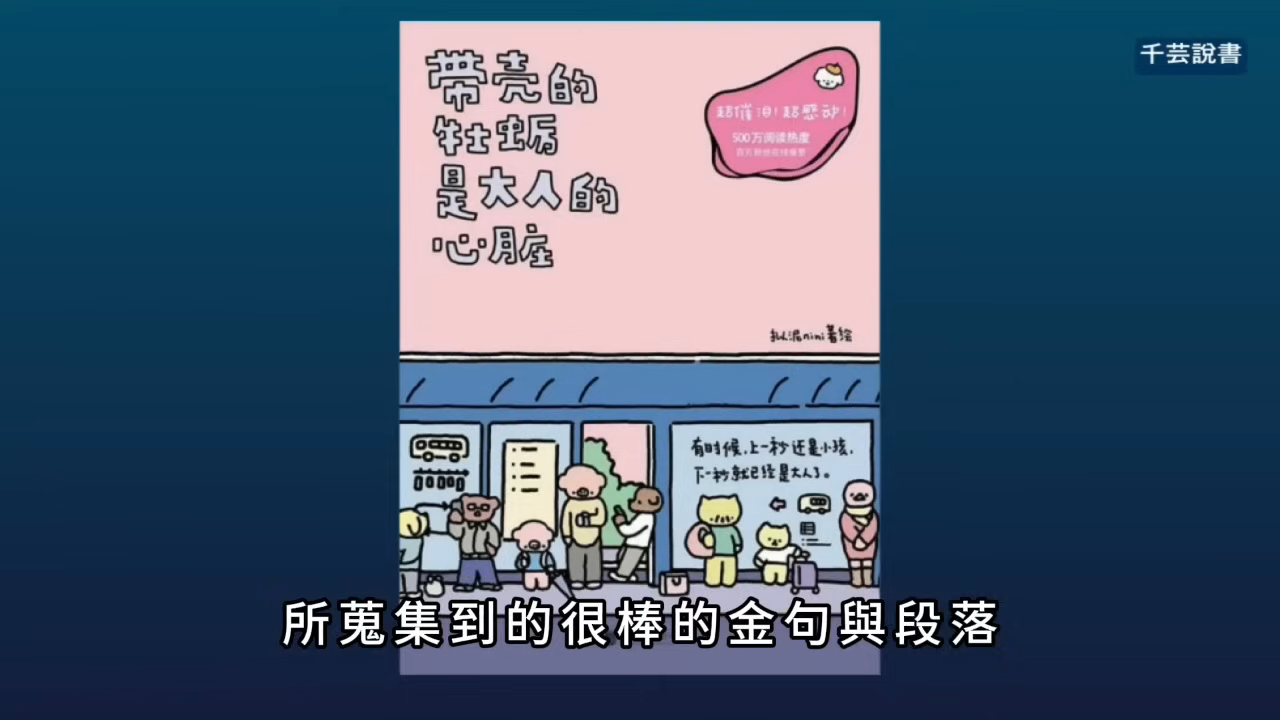 千芸說書
带壳的
牡蛎
是大人的
心脏
超催泪！超感动！
500万阅读热度
拟泥nini著绘
有时候，上一秒还是小孩，
下一秒就已经是大人了。
所蒐集到的很棒的金句與段落